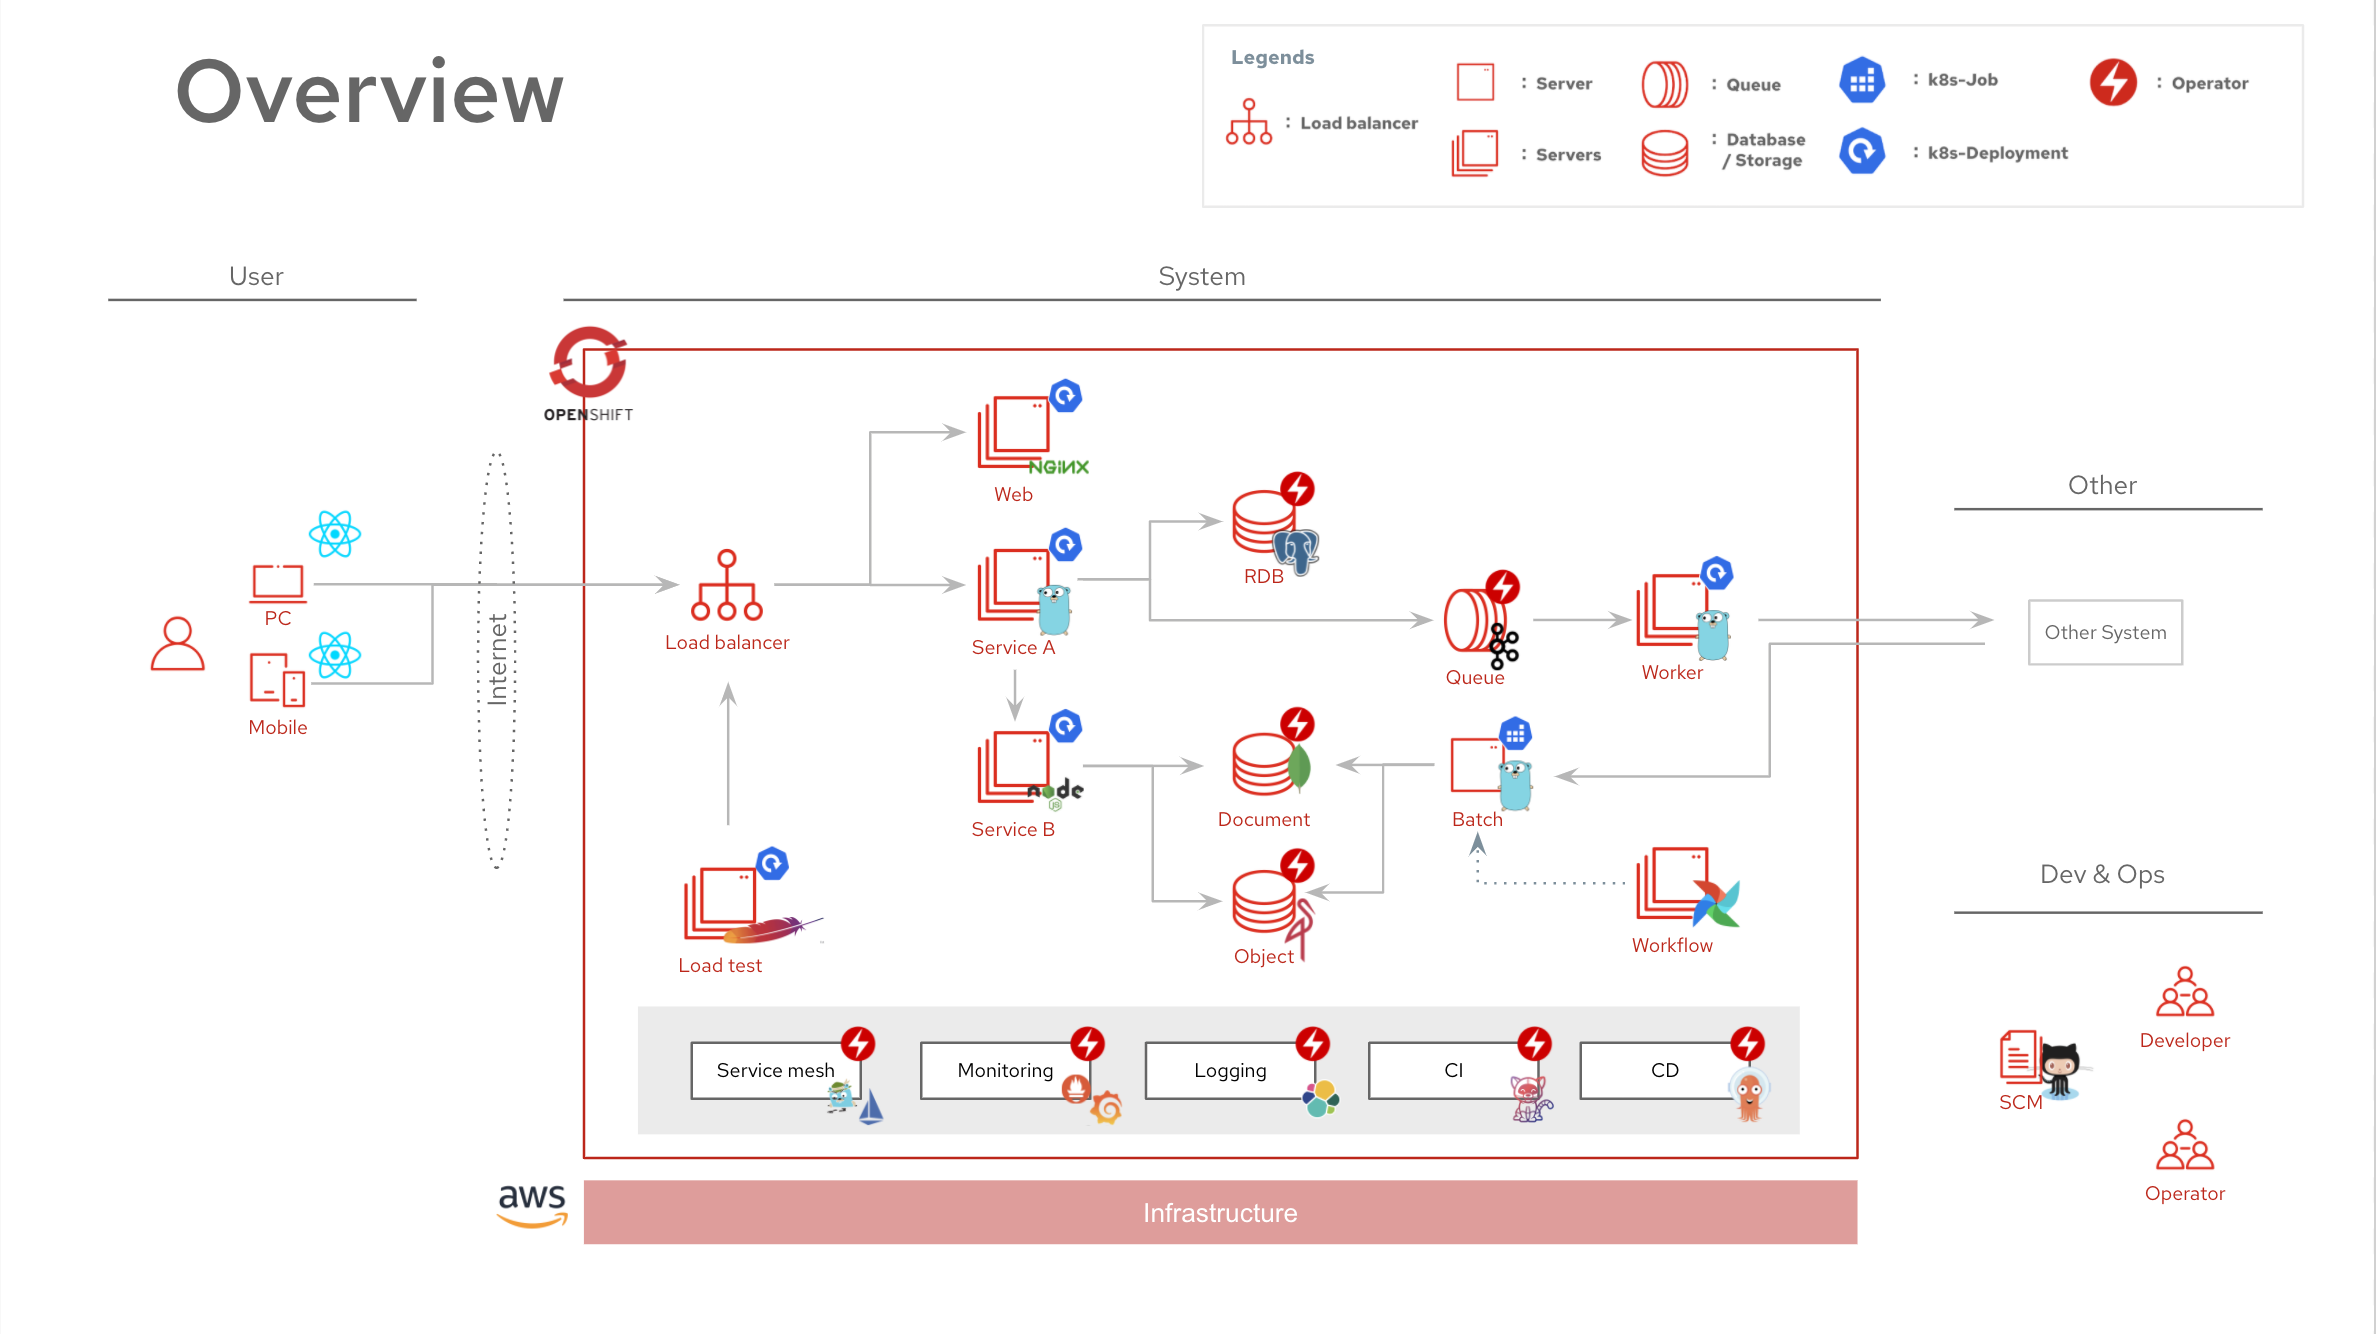 Overview
Legends
: Load balancer
: Server
: Servers
: Queue
: Database
/ Storage
: k8s-Job
: k8s-Deployment
: Operator
User
System
OPENSHIFT
Internet
PC
Mobile
Load balancer
NGINX
Web
Service A
RDB
Queue
Worker
Other
Other System
node
JS
Service B
Document
Batch
Load test
Object
Workflow
Service mesh
Monitoring
Logging
CI
CD
Dev & Ops
Developer
SCM
Operator
aws
Infrastructure